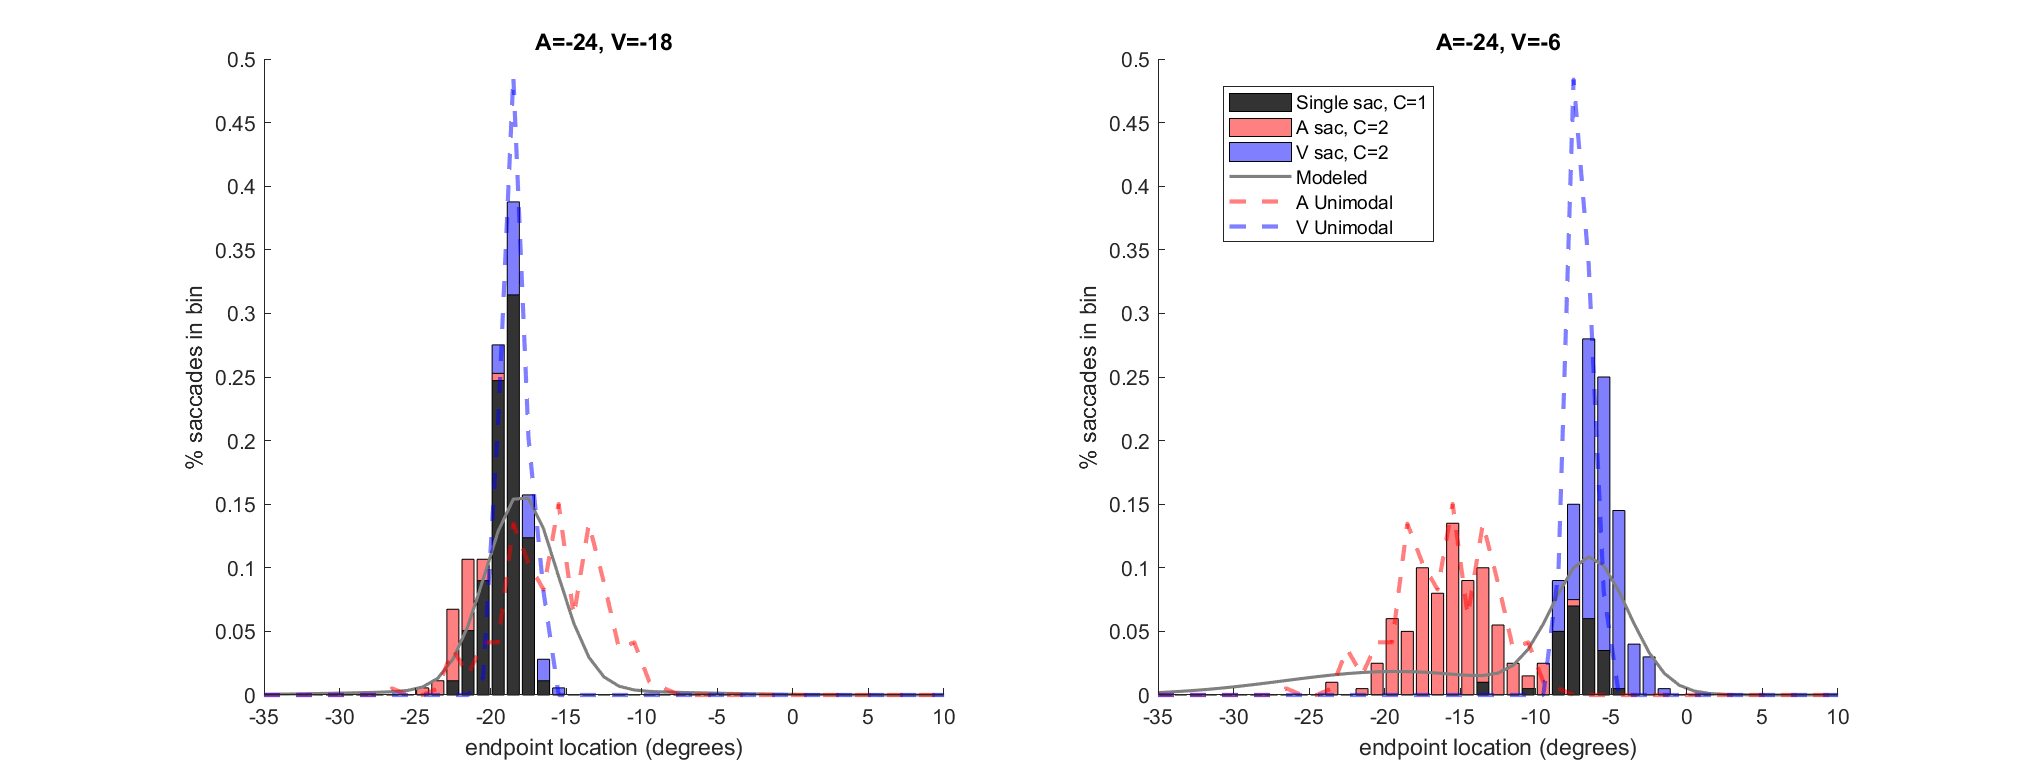 A=-24, V=-18
% saccades in bin
0.5
0.45
0.4
0.35
0.3
0.25
0.2
0.15
0.1
0.05
0
-35 -30 -25 -20 -15 -10 -5 0 5 10
endpoint location (degrees)
A=-24, V=-6
% saccades in bin
0.5
0.45
0.4
0.35
0.3
0.25
0.2
0.15
0.1
0.05
0
Single sac, C=1
A sac, C=2
V sac, C=2
Modeled
A Unimodal
V Unimodal
-35 -30 -25 -20 -15 -10 -5 0 5 10
endpoint location (degrees)